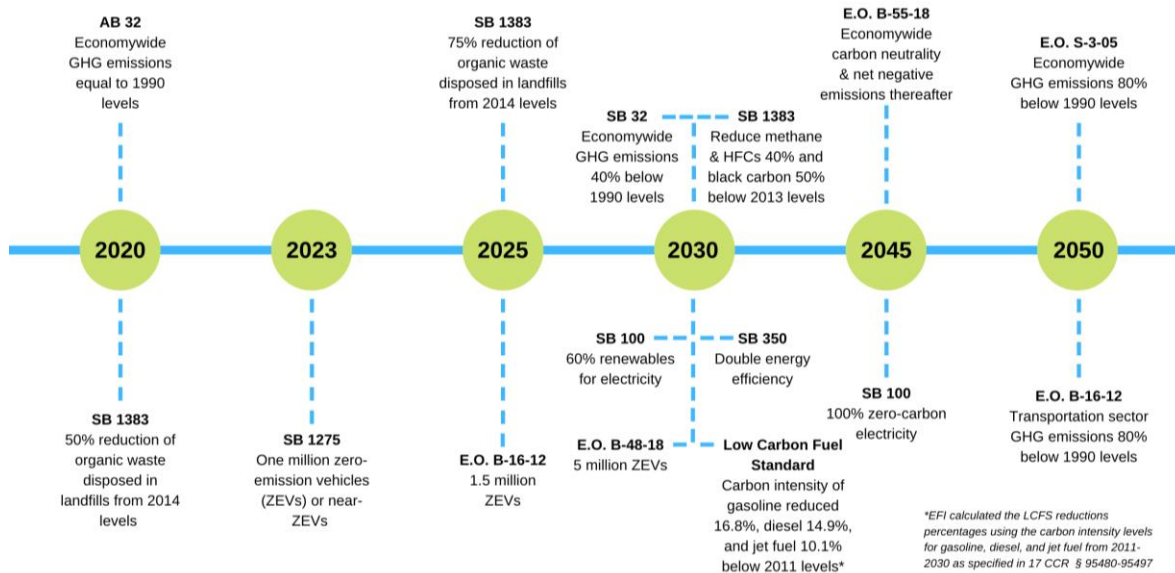 AB 32
Economywide
GHG emissions
equal to 1990
levels
SB 1383
75% reduction of
organic waste
disposed in landfills
from 2014 levels
SB 32
Economywide
GHG emissions
40% below
1990 levels
SB 1383
Reduce methane
& HFCs 40% and
black carbon 50%
below 2013 levels
E.O. B-55-18
Economywide
carbon neutrality
& net negative
emissions thereafter
E.O. S-3-05
Economywide
GHG emissions 80%
below 1990 levels
2020
2023
2025
2030
2045
2050
SB 1383
50% reduction of
organic waste
disposed in
landfills from 2014
levels
SB 1275
One million zero-
emission vehicles
(ZEVs) or near-
ZEVs
E.O. B-16-12
1.5 million
ZEVs
SB 100
60% renewables
for electricity
SB 350
Double energy
efficiency
E.O. B-48-18
5 million ZEVs
Low Carbon Fuel
Standard
Carbon intensity of
gasoline reduced
16.8%, diesel 14.9%,
and jet fuel 10.1%
below 2011 levels*
SB 100
100% zero-carbon
electricity
E.O. B-16-12
Transportation sector
GHG emissions 80%
below 1990 levels
*EFI calculated the LCFS reductions
percentages using the carbon intensity levels
for gasoline, diesel, and jet fuel from 2011-
2030 as specified in 17 CCR § 95480-95497